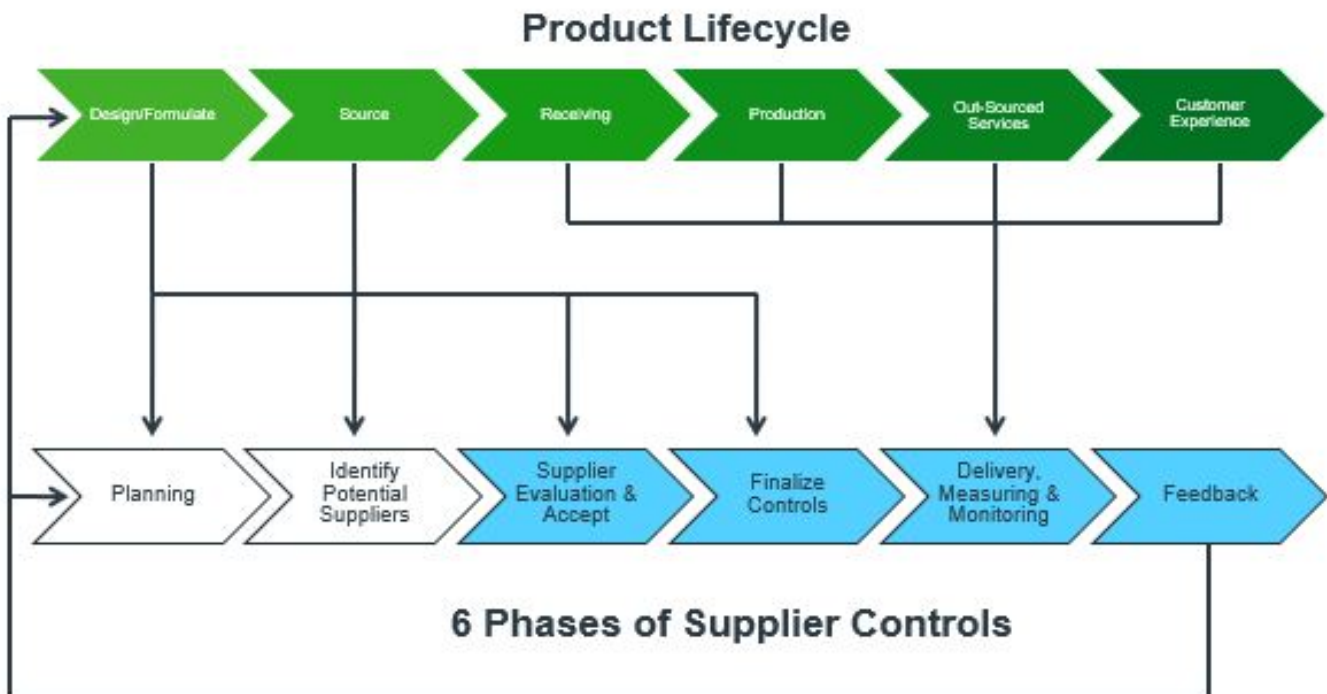 Product Lifecycle
Design/Formulate
Source
Receiving
Production
Out-Sourced
Services
Customer
Experience
Planning
Identify
Potential
Suppliers
Supplier
Evaluation &
Accept
Finalize
Controls
Delivery,
Measuring &
Monitoring
Feedback
6 Phases of Supplier Controls